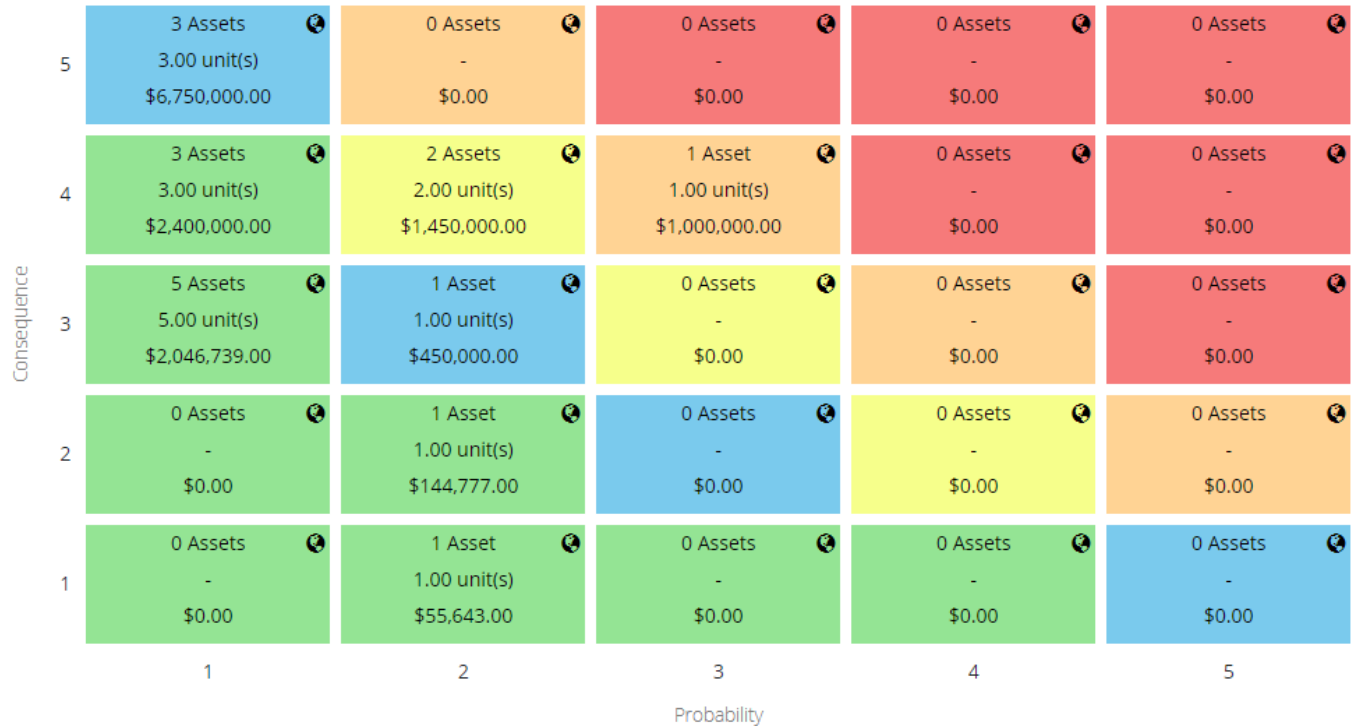 3 Assets 0 Assets 0 Assets 0 Assets 0 Assets
5 3.00 unit(s) - - - -
$6,750,000.00 $0.00 $0.00 $0.00 $0.00
3 Assets 2 Assets 1 Asset 0 Assets 0 Assets
4 3.00 unit(s) 2.00 unit(s) 1.00 unit(s) - -
$2,400,000.00 $1,450,000.00 $1,000,000.00 $0.00 $0.00
Consequence
5 Assets 1 Asset 0 Assets 0 Assets 0 Assets
3 5.00 unit(s) 1.00 unit(s) - - -
$2,046,739.00 $450,000.00 $0.00 $0.00 $0.00
0 Assets 1 Asset 0 Assets 0 Assets 0 Assets
2 - 1.00 unit(s) - - -
$0.00 $144,777.00 $0.00 $0.00 $0.00
0 Assets 1 Asset 0 Assets 0 Assets 0 Assets
1 - 1.00 unit(s) - - -
$0.00 $55,643.00 $0.00 $0.00 $0.00
1 2 3 4 5
Probability